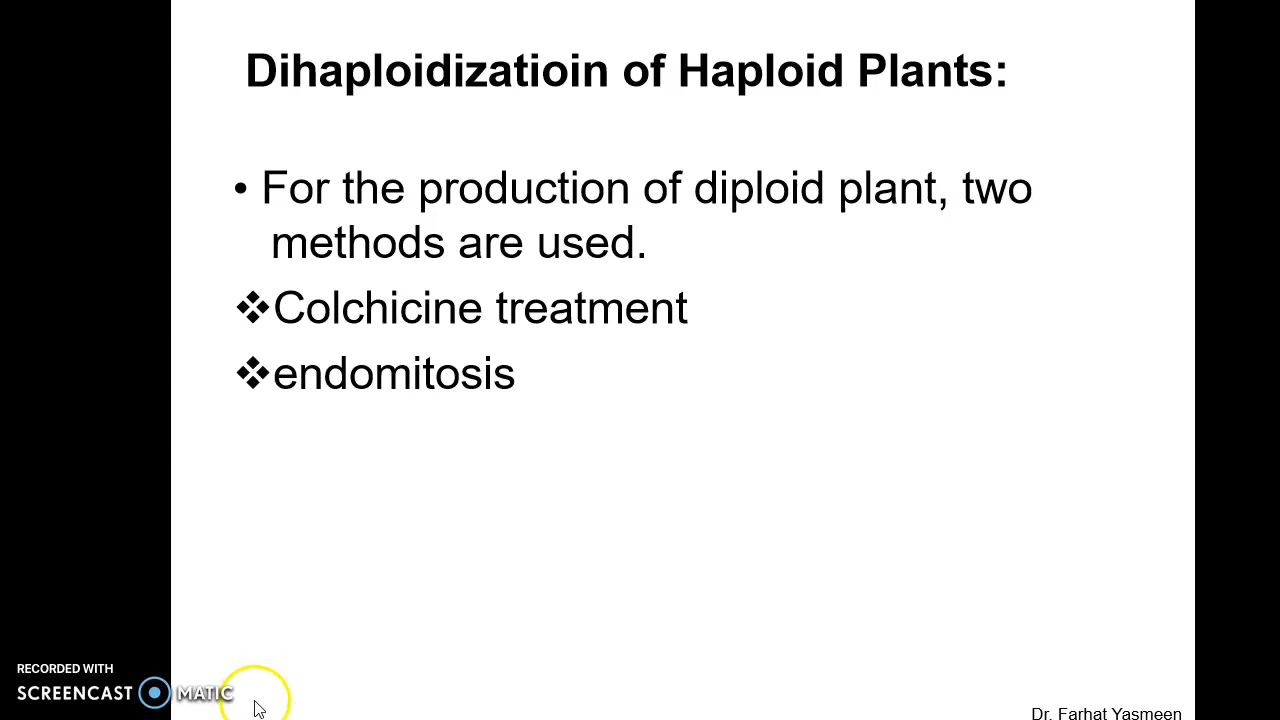 Dihaploidizatioin of Haploid Plants:
• For the production of diploid plant, two
methods are used.
❖Colchicine treatment
❖endomitosis
RECORDED WITH
SCREENCAST MATIC
Dr. Farhat Yasmeen